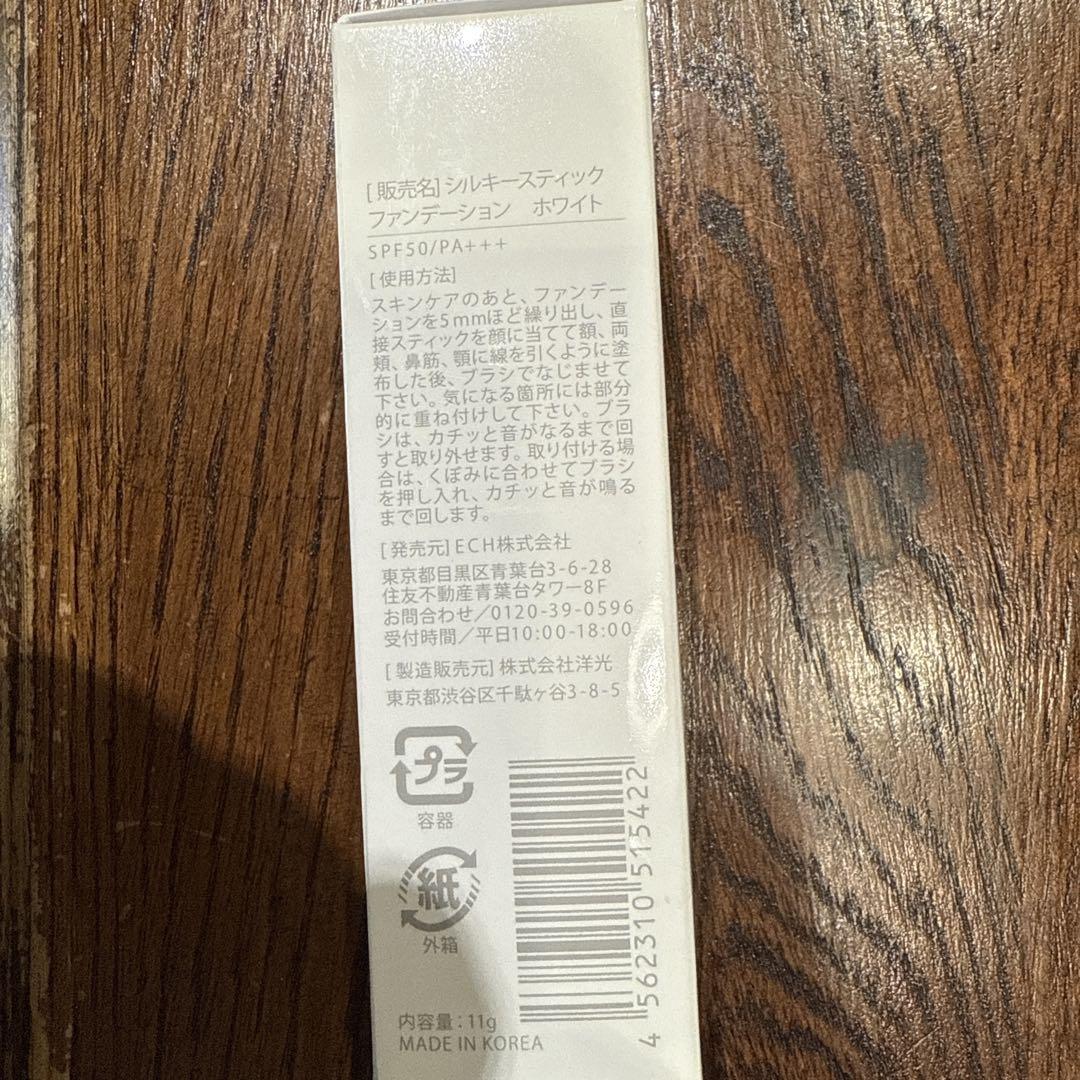 [販売名]シルキースティック
ファンデーション ホワイト
SPF50/PA+++
[使用方法]
スキンケアのあと、ファンデー
ションを5mmほど繰り出し、直
接スティックを顔に当てて額、両
頬、鼻筋、顎に線を引くように塗
布した後、ブラシでなじませて
下さい。気になる箇所には部分
的に重ね付けして下さい。ブラ
シは、カチッと音がなるまで回
すと取り外せます。取り付ける場
合は、くぼみに合わせてブラシ
を押し入れ、カチッと音が鳴る
まで回します。
[発売元]ECH株式会社
東京都目黒区青葉台3-6-28
住友不動産青葉台タワー8F
お問合わせ/0120-39-0596
受付時間/平日10:00-18:00
[製造販売元]株式会社洋光
東京都渋谷区千駄ヶ谷3-8-5
プラ
容器
紙
外箱
4562310515422
内容量:11g
MADE IN KOREA